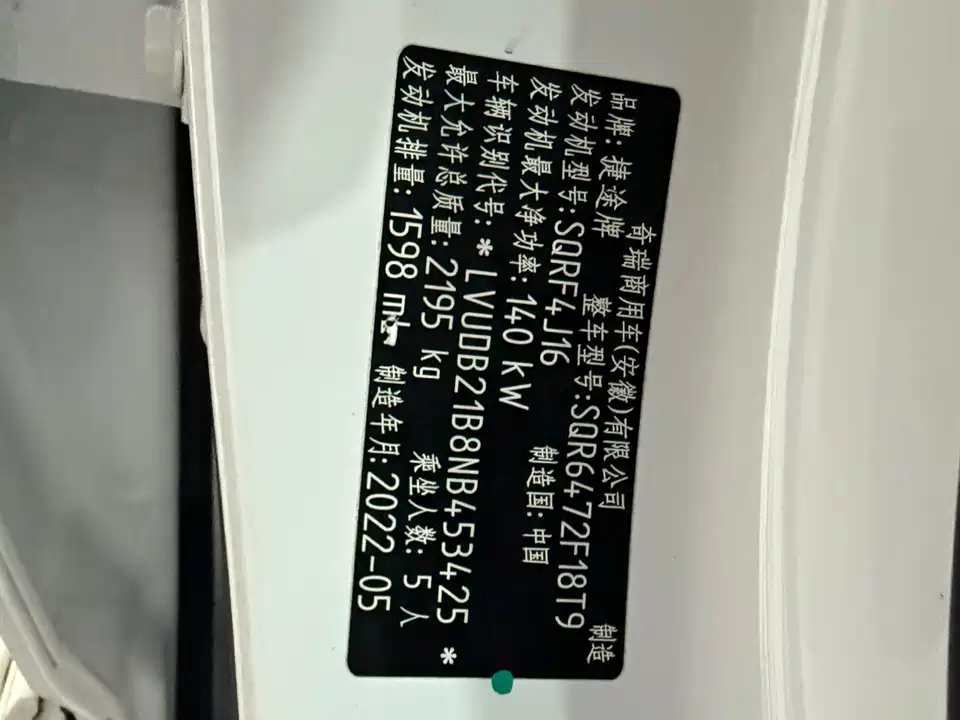 奇瑞商用车(安徽)有限公司 制造
品牌: 捷途牌 整车型号:SQR6472F18T9
发动机型号:SQRF4J16
发动机最大净功率: 140 kW 制造国: 中国
车辆识别代号: *LVUDB21B8NB453425 *
最大允许总质量: 2195 kg 乘坐人数: 5 人
发动机排量: 1598 mL 制造年月: 2022-05